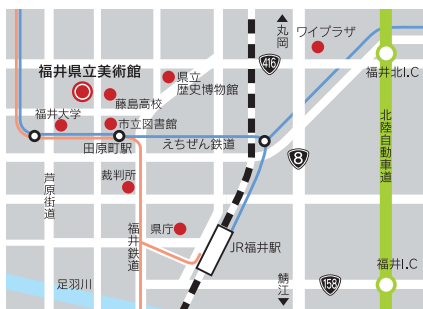 ▲丸岡
ワイプラザ
416
福井県立美術館
県立
歴史博物館
福井北I.C
藤島高校
福井大学
市立図書館
えちぜん鉄道
田原町駅
北陸自動車道
8
芦原街道
裁判所
福井鉄道
県庁
JR福井駅
足羽川
鯖江▼
158
福井I.C